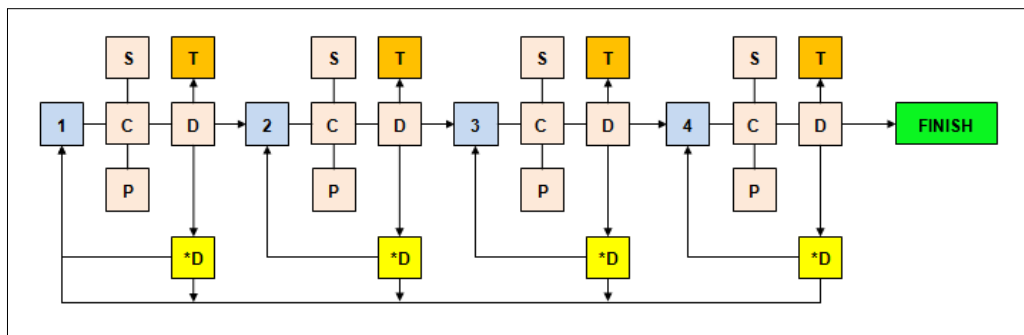 S T S T S T S T
1 C D 2 C D 3 C D 4 C D FINISH
P P P P
*D *D *D *D